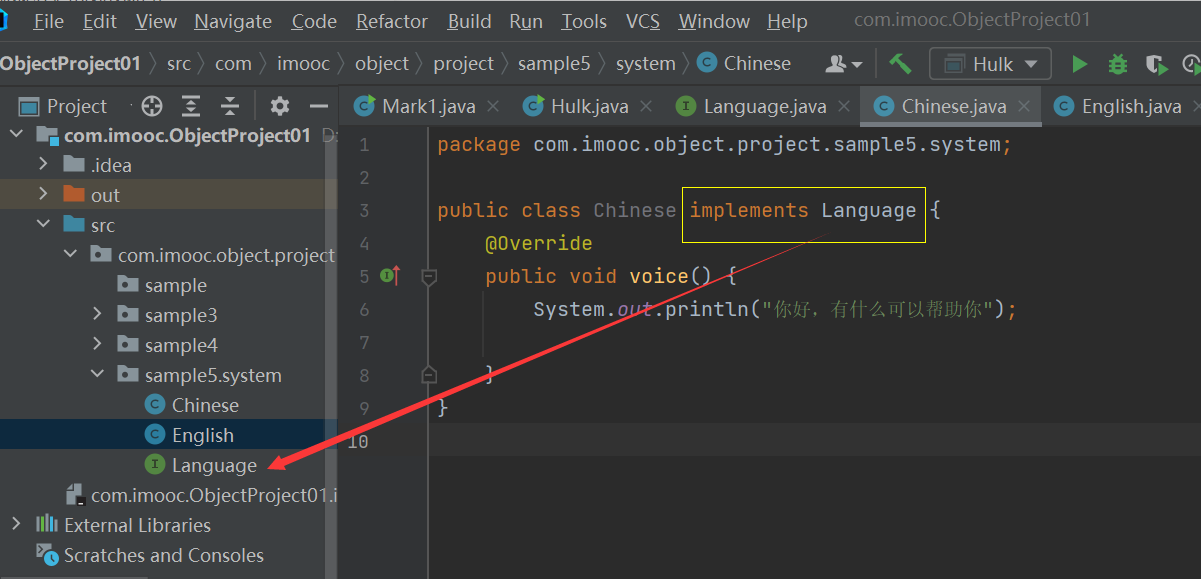 File Edit View Navigate Code Refactor Build Run Tools VCS Window Help com.imooc.ObjectProject01
ObjectProject01 src com imooc object project sample5 system Chinese Hulk
Project
Mark1.java Hulk.java Language.java Chinese.java English.java
com.imooc.ObjectProject01
.idea
out
src
com.imooc.object.project
sample
sample3
sample4
sample5.system
Chinese
English
Language
com.imooc.ObjectProject01.i
External Libraries
Scratches and Consoles
1 package com.imooc.object.project.sample5.system;
2
3 public class Chinese implements Language {
4 @Override
5 public void voice() {
6 System.out.println("你好，有什么可以帮助你");
7
8 }
9 }
10